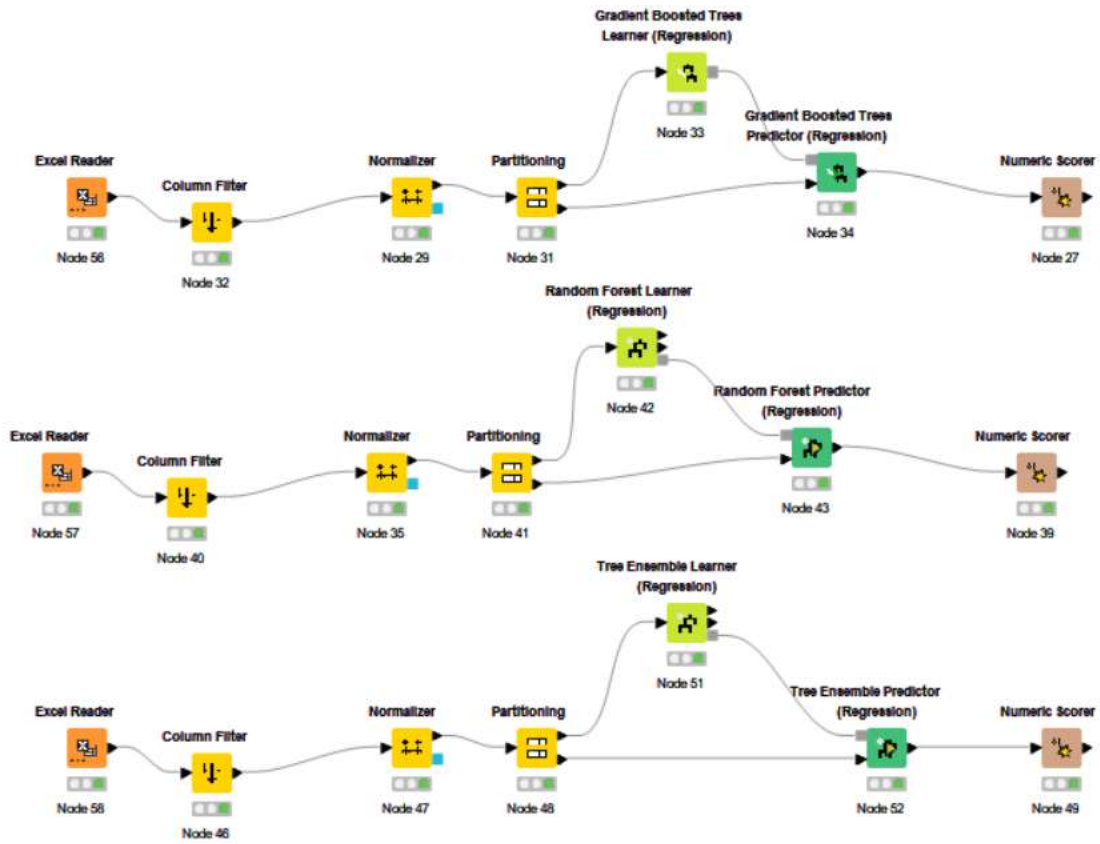 Gradient Boosted Trees
Learner (Regression)
Node 33
Gradient Boosted Trees
Predictor (Regression)
Node 34
Excel Reader
Node 56
Column Filter
Node 32
Normalizer
Node 29
Partitioning
Node 31
Numeric Scorer
Node 27
Random Forest Learner
(Regression)
Node 42
Random Forest Predictor
(Regression)
Node 43
Excel Reader
Node 57
Column Filter
Node 40
Normalizer
Node 35
Partitioning
Node 41
Numeric Scorer
Node 39
Tree Ensemble Learner
(Regression)
Node 51
Tree Ensemble Predictor
(Regression)
Node 52
Excel Reader
Node 58
Column Filter
Node 46
Normalizer
Node 47
Partitioning
Node 48
Numeric Scorer
Node 49